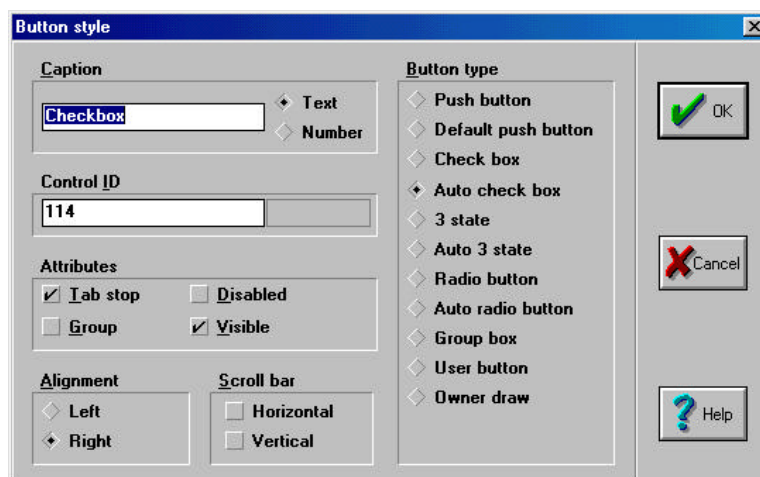 Button style
Caption
Checkbox
Text
Number
Control ID
114
Attributes
Tab stop
Disabled
Group
Visible
Alignment
Left
Right
Scroll bar
Horizontal
Vertical
Button type
Push button
Default push button
Check box
Auto check box
3 state
Auto 3 state
Radio button
Auto radio button
Group box
User button
Owner draw
OK
Cancel
Help